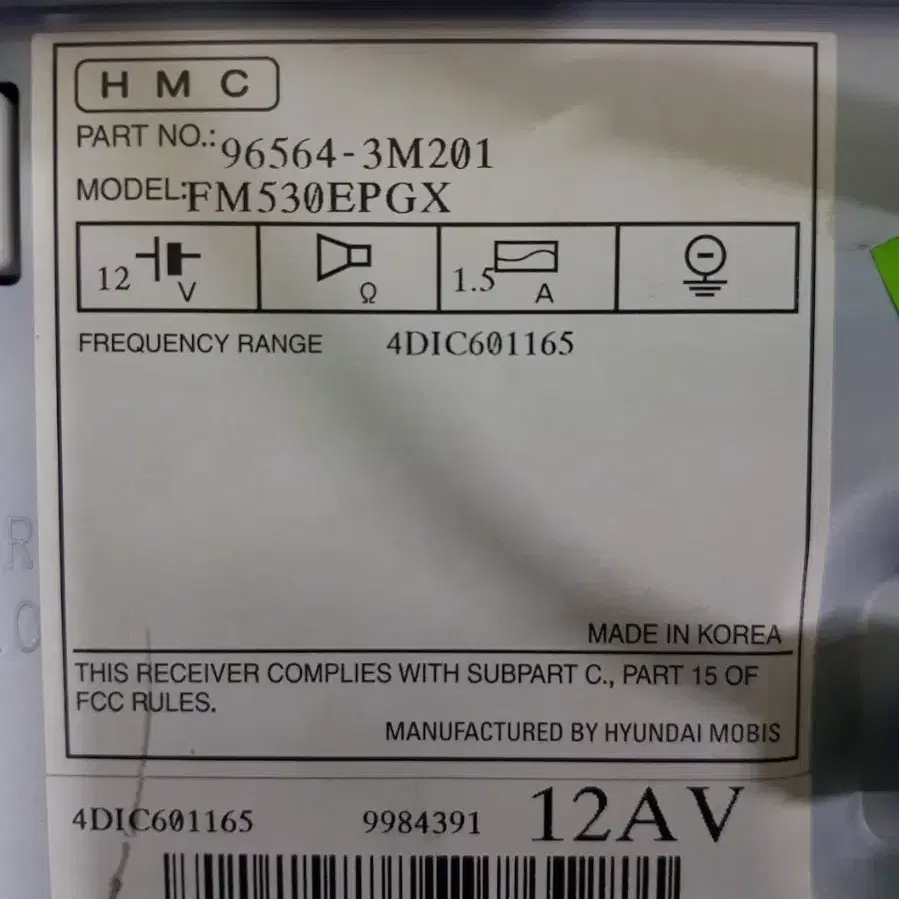 HMC
PART NO.: 96564-3M201
MODEL: FM530EPGX
12 V Ω 1.5 A
FREQUENCY RANGE 4DIC601165
MADE IN KOREA
THIS RECEIVER COMPLIES WITH SUBPART C., PART 15 OF
FCC RULES.
MANUFACTURED BY HYUNDAI MOBIS
4DIC601165 9984391 12AV